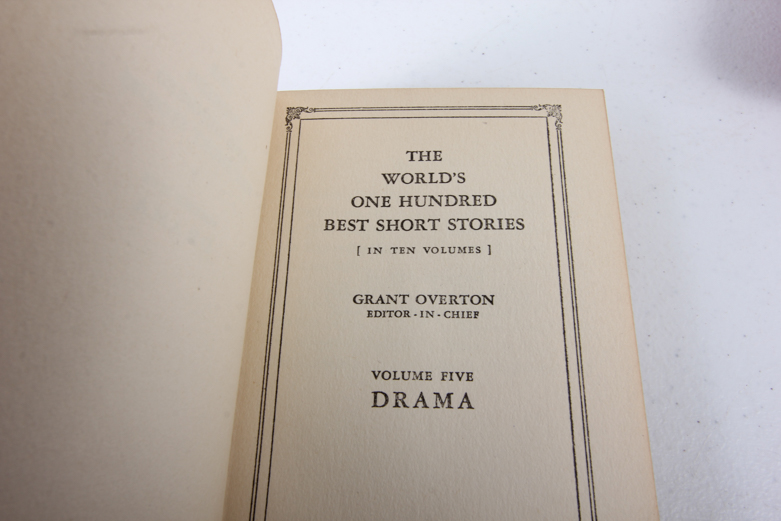 THE
WORLD'S
ONE HUNDRED
BEST SHORT STORIES
[ IN TEN VOLUMES ]
GRANT OVERTON
EDITOR-IN-CHIEF
VOLUME FIVE
DRAMA